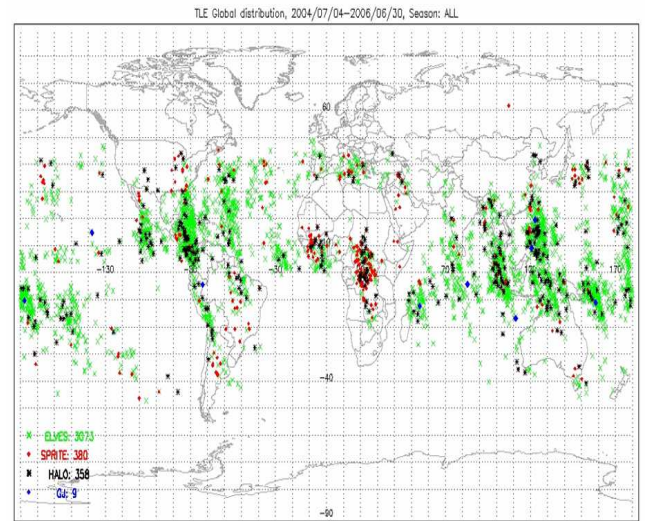 TLE Global distribution, 2004/07/04-2006/06/30, Season: ALL
60
-130
-30
170
-40
ELVES: 3073
SPRITE: 380
HALO: 358
GJ: 9
-90